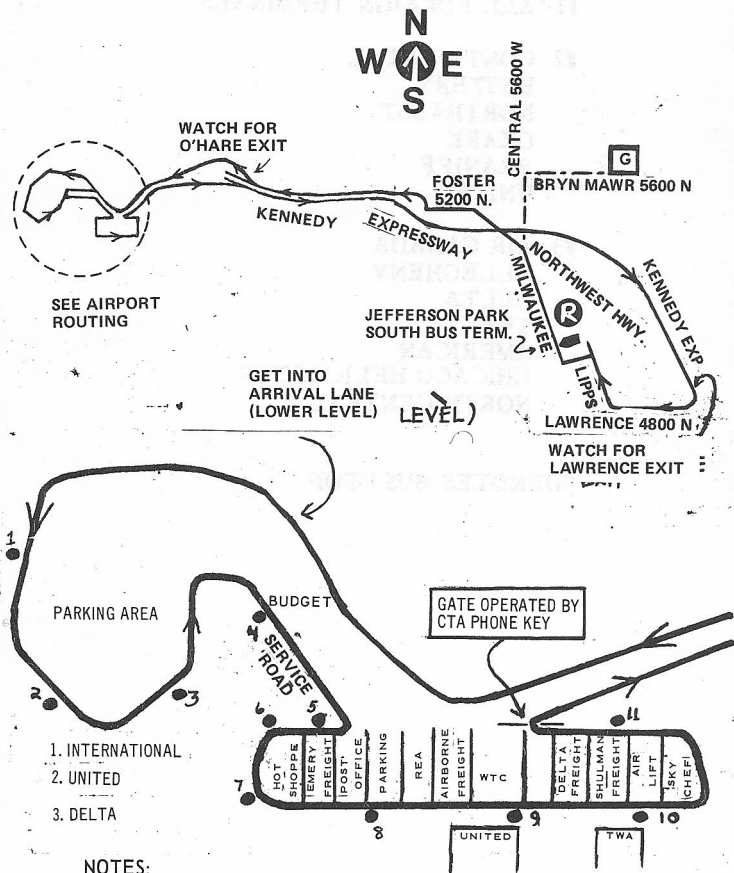 N
W E
S
CENTRAL 5600 W
WATCH FOR
O'HARE EXIT
G
FOSTER
5200 N.
BRYN MAWR 5600 N
KENNEDY
EXPRESSWAY
NORTHWEST HWY.
KENNEDY EXP
MILWAUKEE
SEE AIRPORT
ROUTING
R
JEFFERSON PARK
SOUTH BUS TERM.
LIPPS
GET INTO
ARRIVAL LANE
(LOWER LEVEL)
LEVEL)
LAWRENCE 4800 N.
WATCH FOR
LAWRENCE EXIT
1
PARKING AREA
BUDGET
GATE OPERATED BY
CTA PHONE KEY
4
SERVICE
ROAD
2
3
6
5
11
1. INTERNATIONAL
2. UNITED
3. DELTA
HOT
SHOPPE
EMERY
FREIGHT
POST
OFFICE
PARKING
REA
AIRBORNE
FREIGHT
WTC
DELTA
FREIGHT
SHULMAN
FREIGHT
AIR
LIFT
SKY
CHEF
7
8
9
10
UNITED
TWA
NOTES: